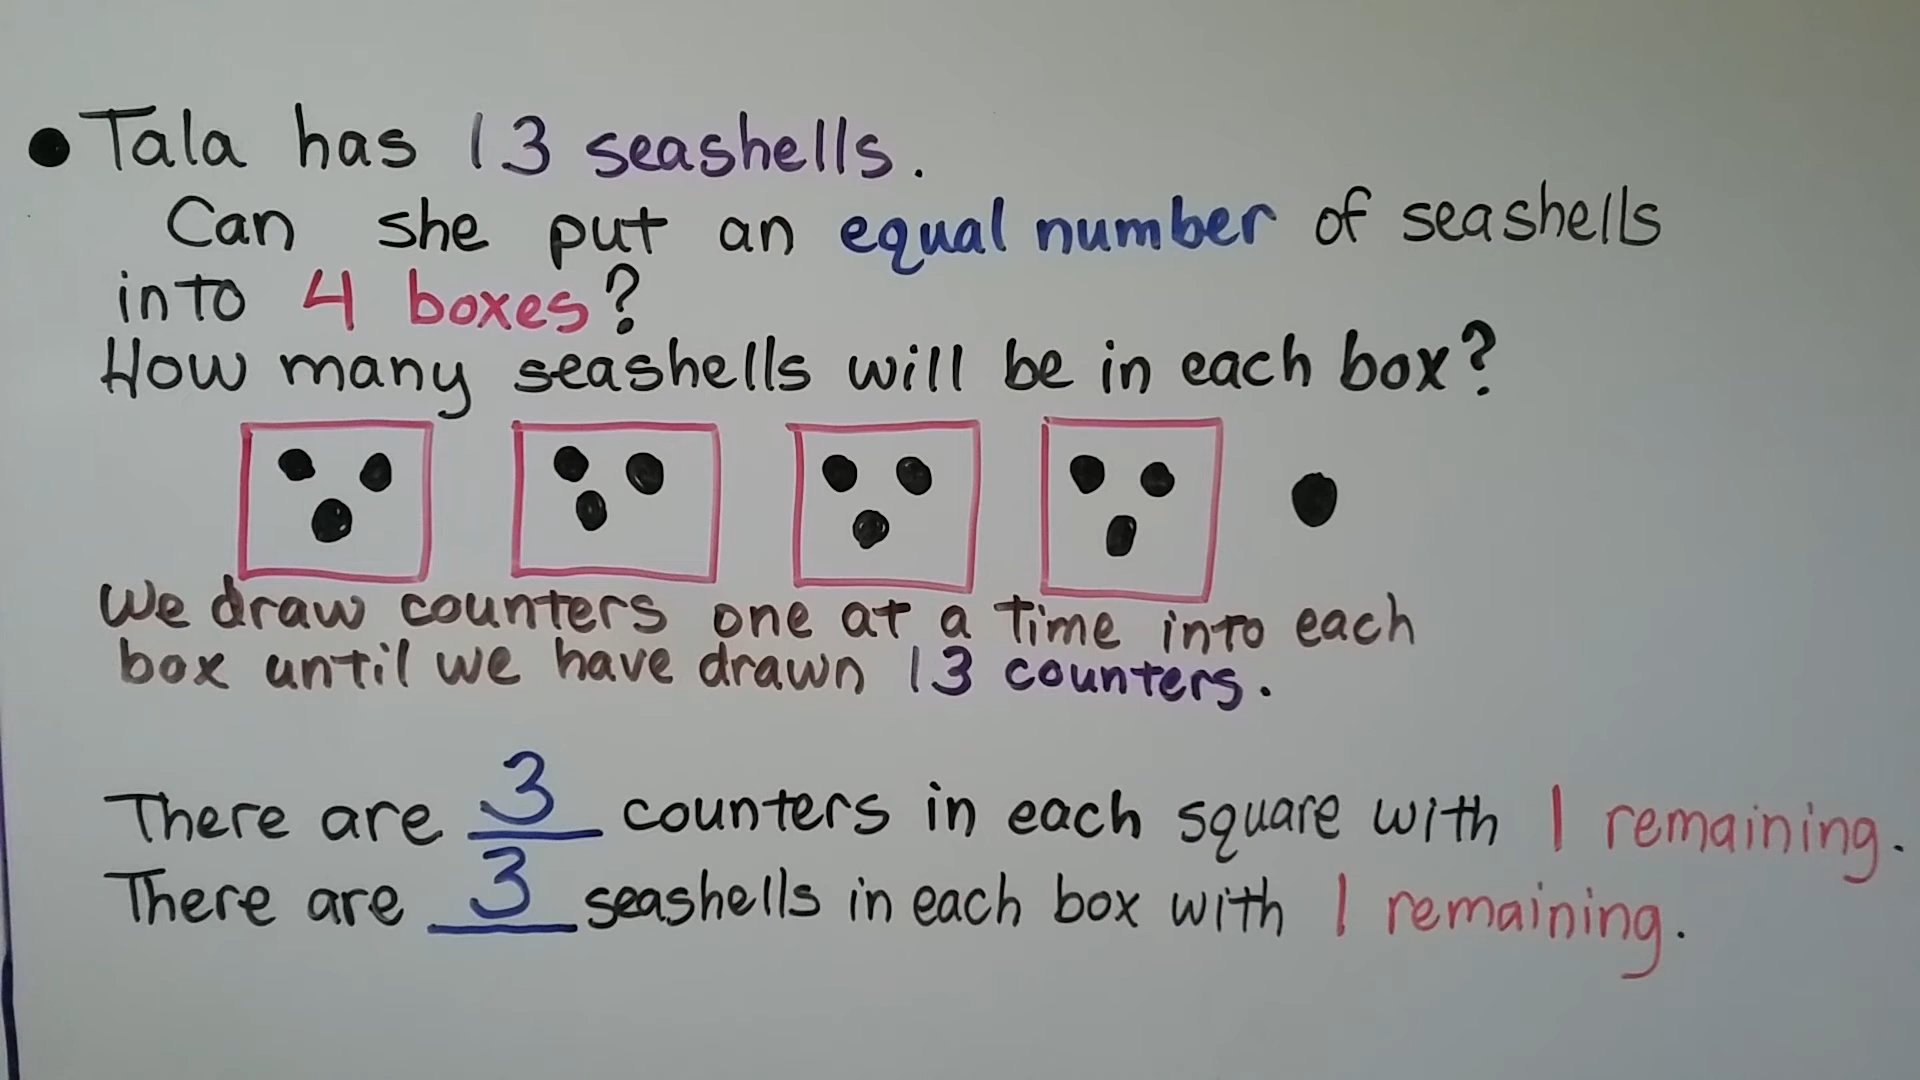 Tala has 13 seashells.
Can she put an equal number of seashells
into 4 boxes?
How many seashells will be in each box?
We draw counters one at a time into each
box until we have drawn 13 counters.
There are 3 counters in each square with 1 remaining.
There are 3 seashells in each box with 1 remaining.